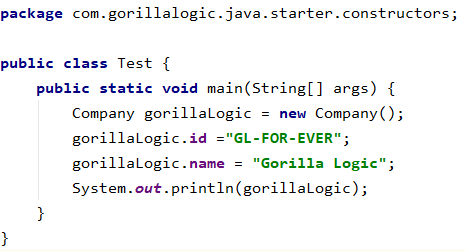 package com.gorillalogic.java.starter.constructors;
public class Test {
public static void main(String[] args) {
Company gorillaLogic = new Company();
gorillaLogic.id ="GL-FOR-EVER";
gorillaLogic.name = "Gorilla Logic";
System.out.println(gorillaLogic);
}
}